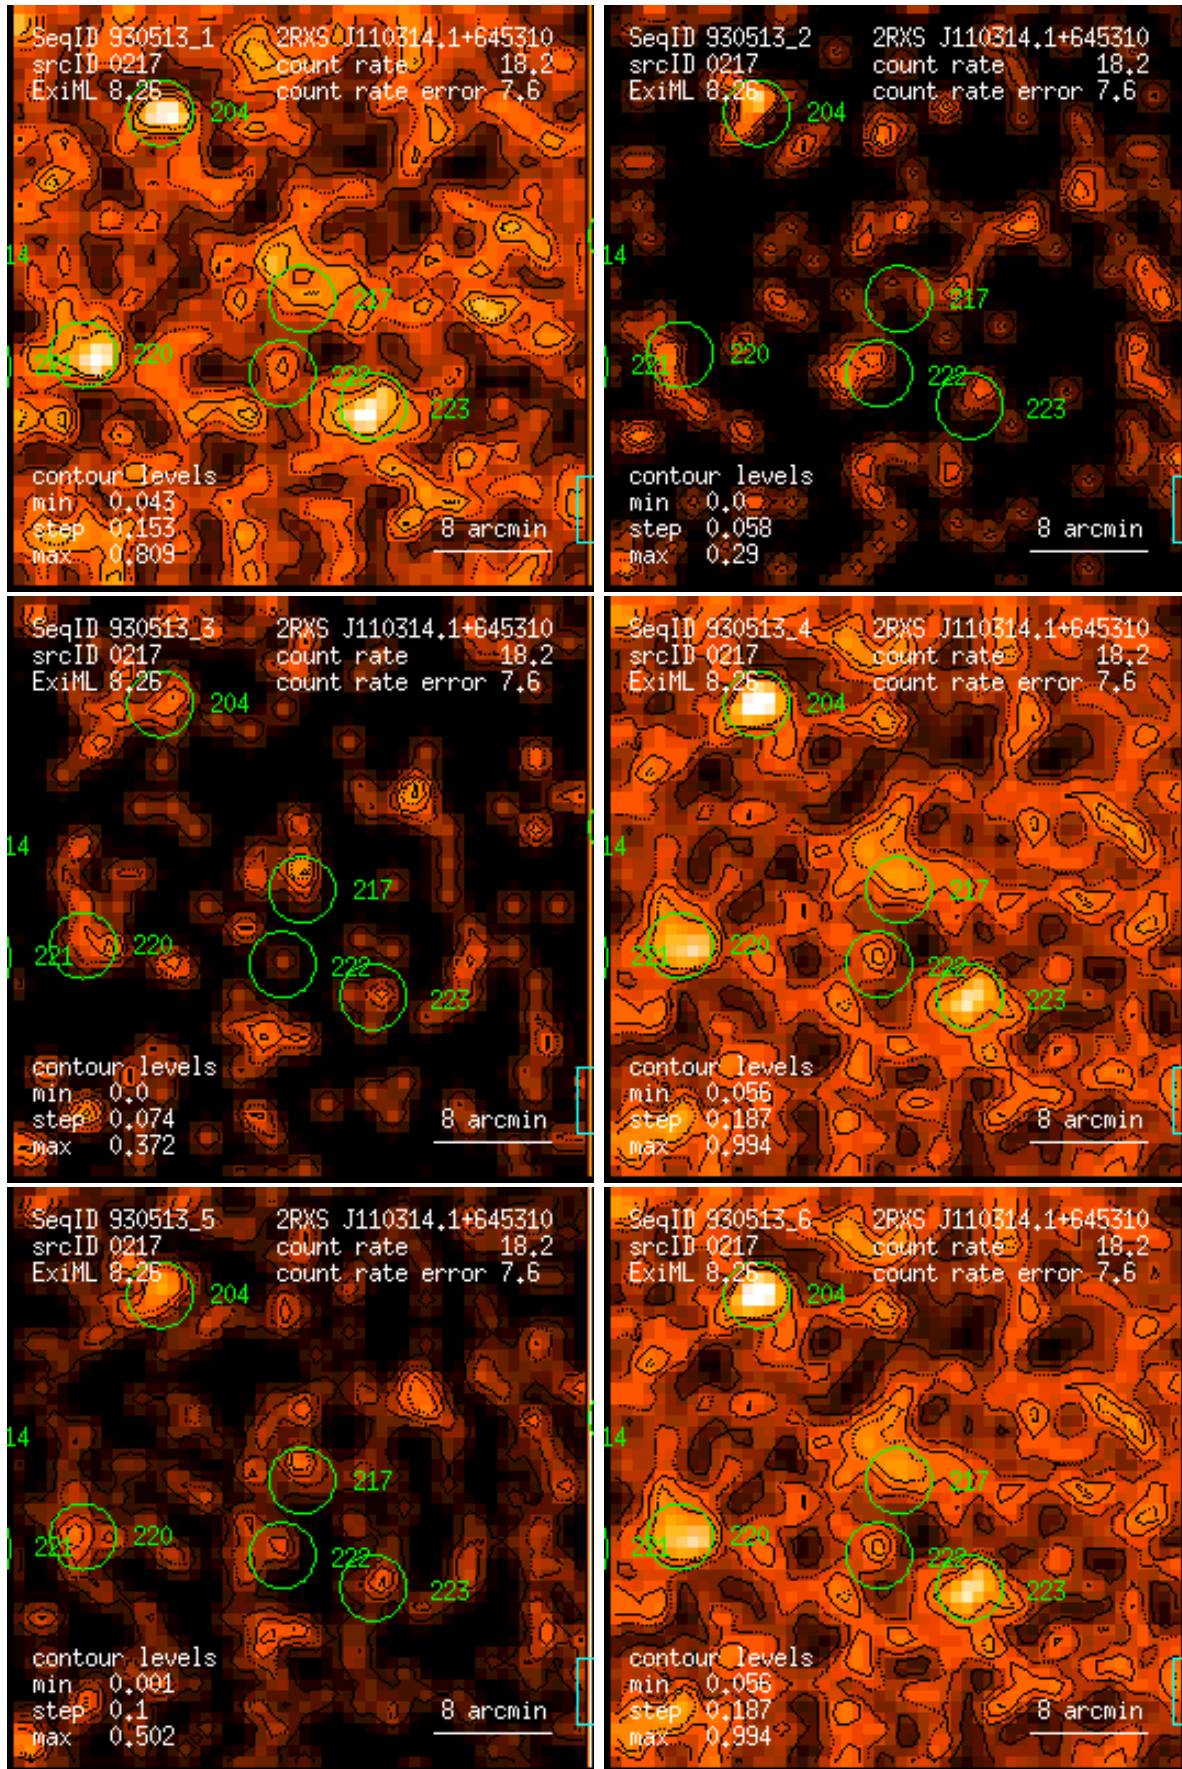 SeqID 930513_1 2RXS J110314.1+645310
srcID 0217 count rate 18.2
ExiML 8.26 count rate error 7.6
204
14
217
221 220
222
223
contour levels
min 0.043
step 0.153
max 0.809
8 arcmin
SeqID 930513_2 2RXS J110314.1+645310
srcID 0217 count rate 18.2
ExiML 8.26 count rate error 7.6
204
14
217
221 220
222
223
contour levels
min 0.0
step 0.058
max 0.29
8 arcmin
SeqID 930513_3 2RXS J110314.1+645310
srcID 0217 count rate 18.2
ExiML 8.26 count rate error 7.6
204
14
217
221 220
222
223
contour levels
min 0.0
step 0.074
max 0.372
8 arcmin
SeqID 930513_4 2RXS J110314.1+645310
srcID 0217 count rate 18.2
ExiML 8.26 count rate error 7.6
204
14
217
221 220
222
223
contour levels
min 0.056
step 0.187
max 0.994
8 arcmin
SeqID 930513_5 2RXS J110314.1+645310
srcID 0217 count rate 18.2
ExiML 8.26 count rate error 7.6
204
14
217
221 220
222
223
contour levels
min 0.001
step 0.1
max 0.502
8 arcmin
SeqID 930513_6 2RXS J110314.1+645310
srcID 0217 count rate 18.2
ExiML 8.26 count rate error 7.6
204
14
217
221 220
222
223
contour levels
min 0.056
step 0.187
max 0.994
8 arcmin